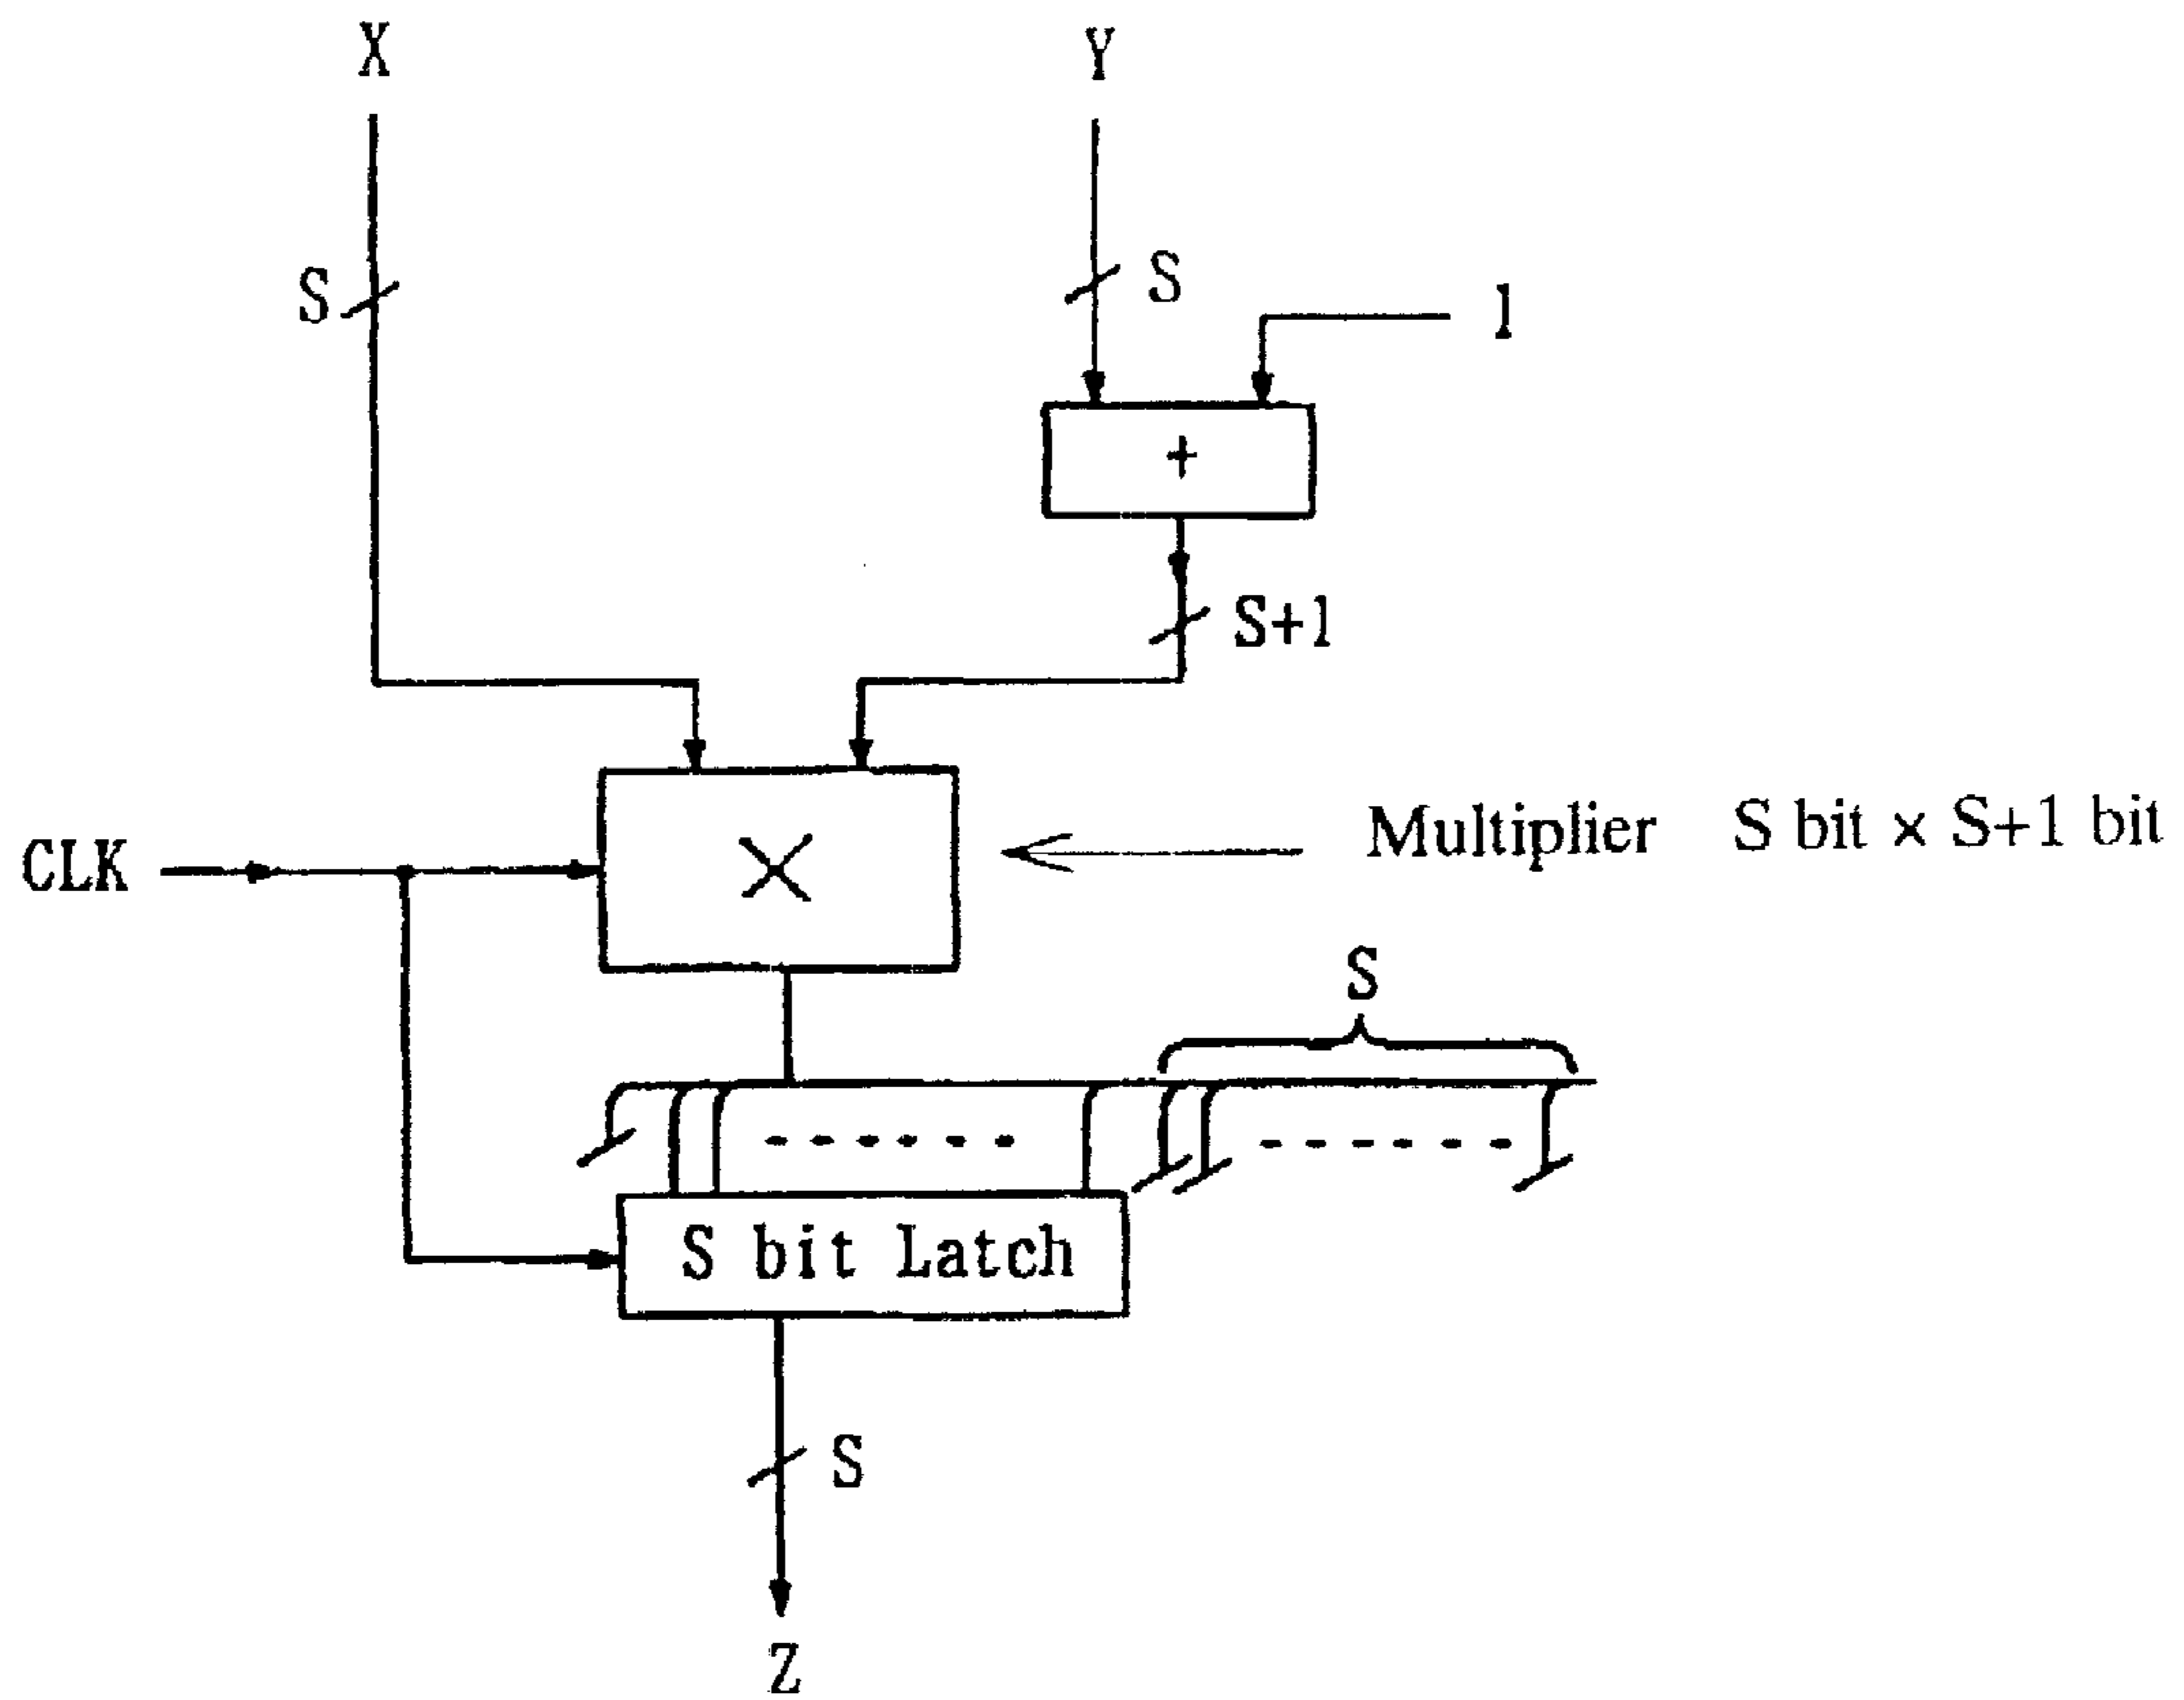 X
Y
S
S
1
+
S+1
CLK
×
Multiplier S bit × S+1 bit
S
S bit Latch
S
Z